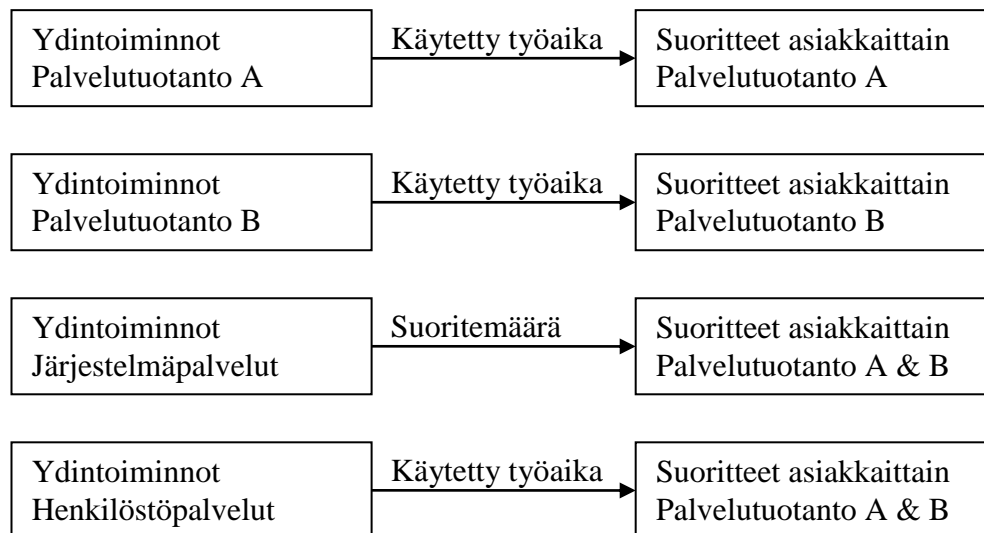 Ydintoiminnot
Palvelutuotanto A
Käytetty työaika
Suoritteet asiakkaittain
Palvelutuotanto A
Ydintoiminnot
Palvelutuotanto B
Käytetty työaika
Suoritteet asiakkaittain
Palvelutuotanto B
Ydintoiminnot
Järjestelmäpalvelut
Suoritemäärä
Suoritteet asiakkaittain
Palvelutuotanto A & B
Ydintoiminnot
Henkilöstöpalvelut
Käytetty työaika
Suoritteet asiakkaittain
Palvelutuotanto A & B